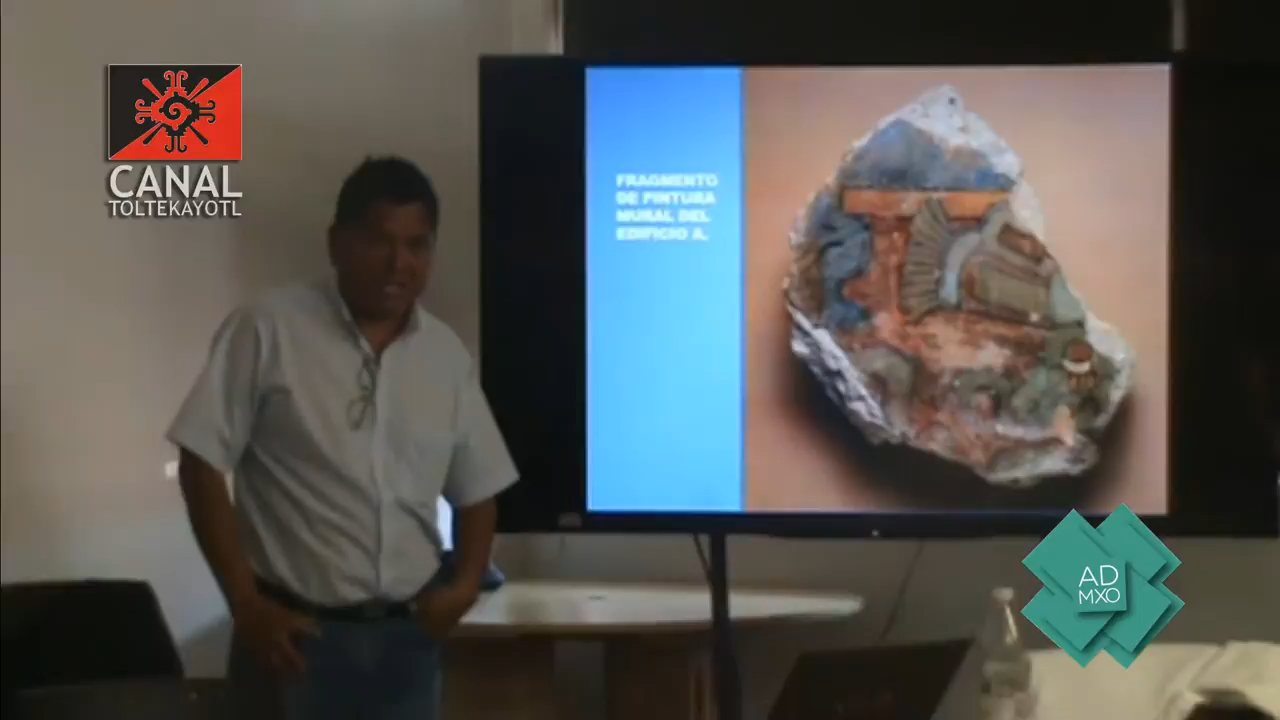 CANAL
TOLTEKAYOTL
FRAGMENTO
DE PINTURA
MURAL DEL
EDIFICIO A.
AD
MXO